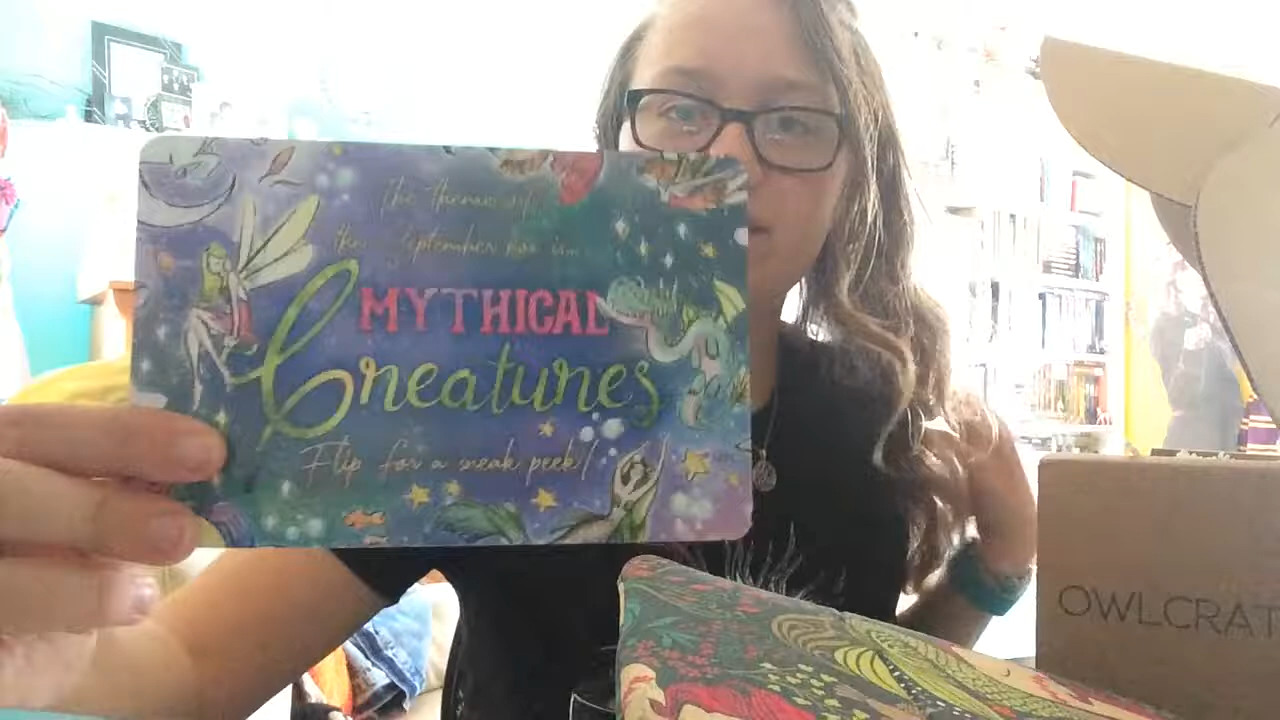 the theme of
the September box is...
MYTHICAL
Creatures
Flip for a sneak peek!
OWLCRAT